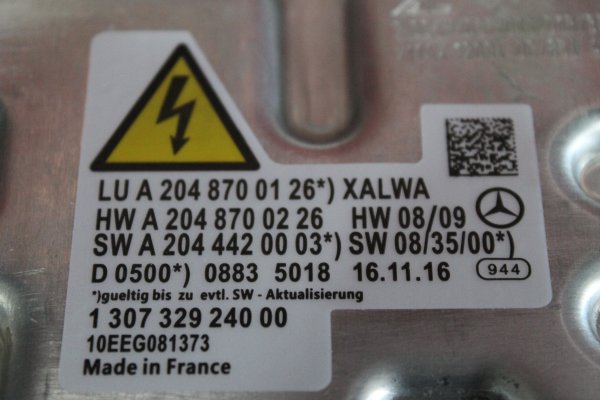 LU A 204 870 01 26*) XALWA
HW A 204 870 02 26 HW 08/09
SW A 204 442 00 03*) SW 08/35/00*)
D 0500*) 0883 5018 16.11.16 944
*)gueltig bis zu evtl. SW - Aktualisierung
1 307 329 240 00
10EEG081373
Made in France